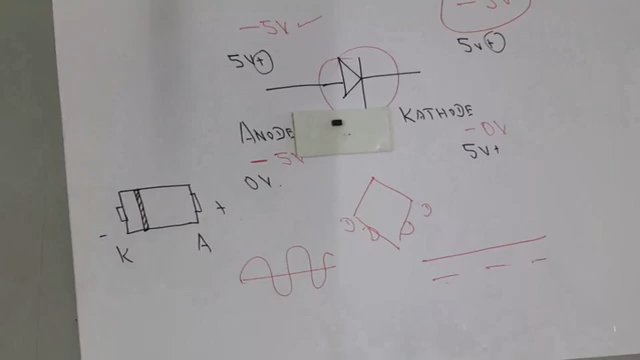 -5V ✓
-5V
5V+
5V+
ANODE
KATHODE
-5V
-0V
0V.
5V+
- +
K A
D D D D